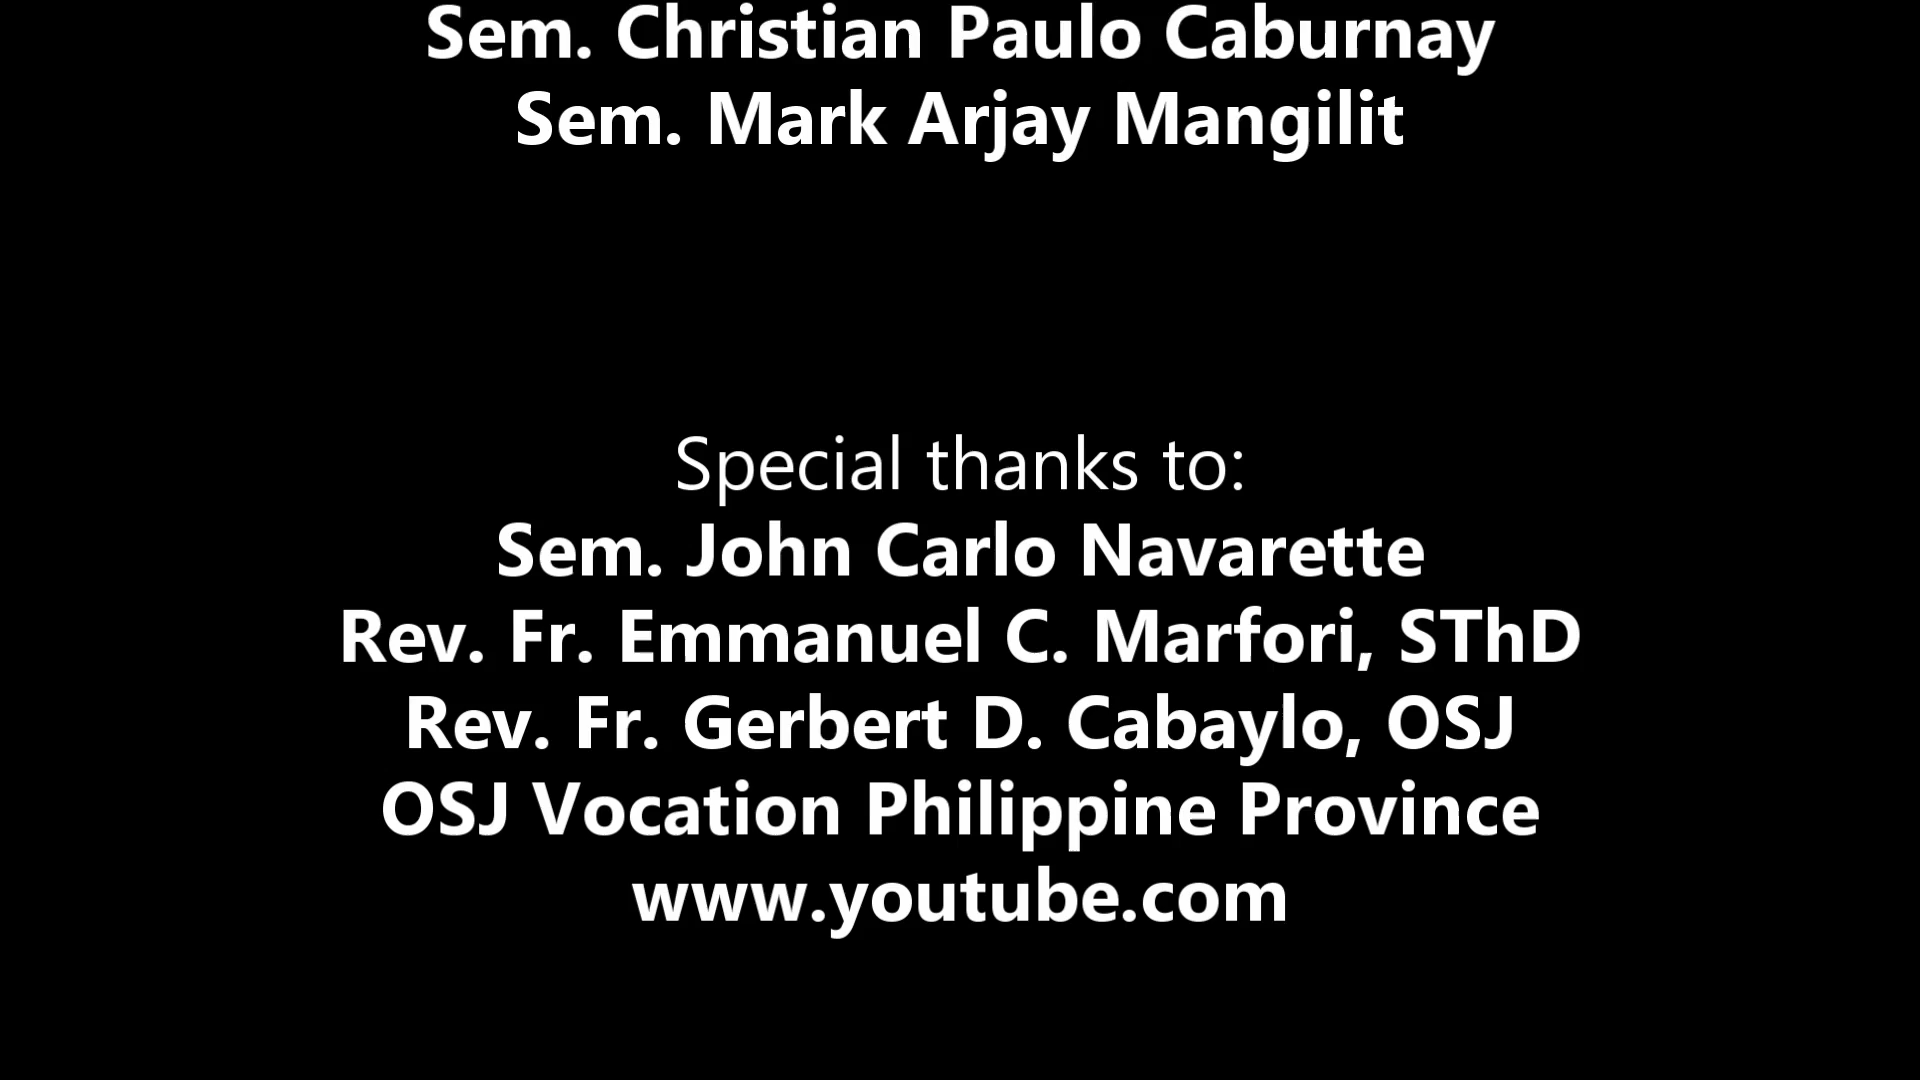 Sem. Christian Paulo Caburnay
Sem. Mark Arjay Mangilit
Special thanks to:
Sem. John Carlo Navarette
Rev. Fr. Emmanuel C. Marfori, SThD
Rev. Fr. Gerbert D. Cabaylo, OSJ
OSJ Vocation Philippine Province
www.youtube.com